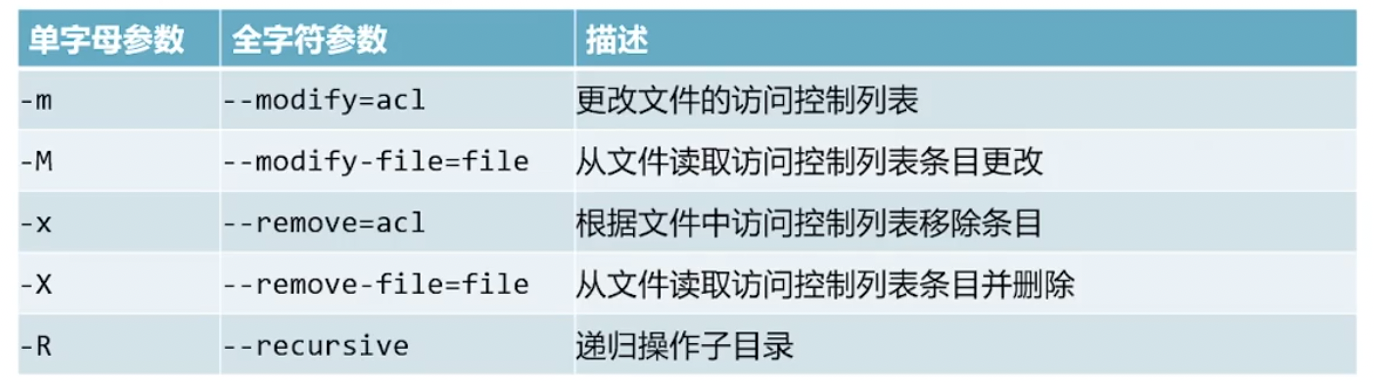 单字母参数 全字符参数 描述
-m --modify=acl 更改文件的访问控制列表
-M --modify-file=file 从文件读取访问控制列表条目更改
-x --remove=acl 根据文件中访问控制列表移除条目
-X --remove-file=file 从文件读取访问控制列表条目并删除
-R --recursive 递归操作子目录